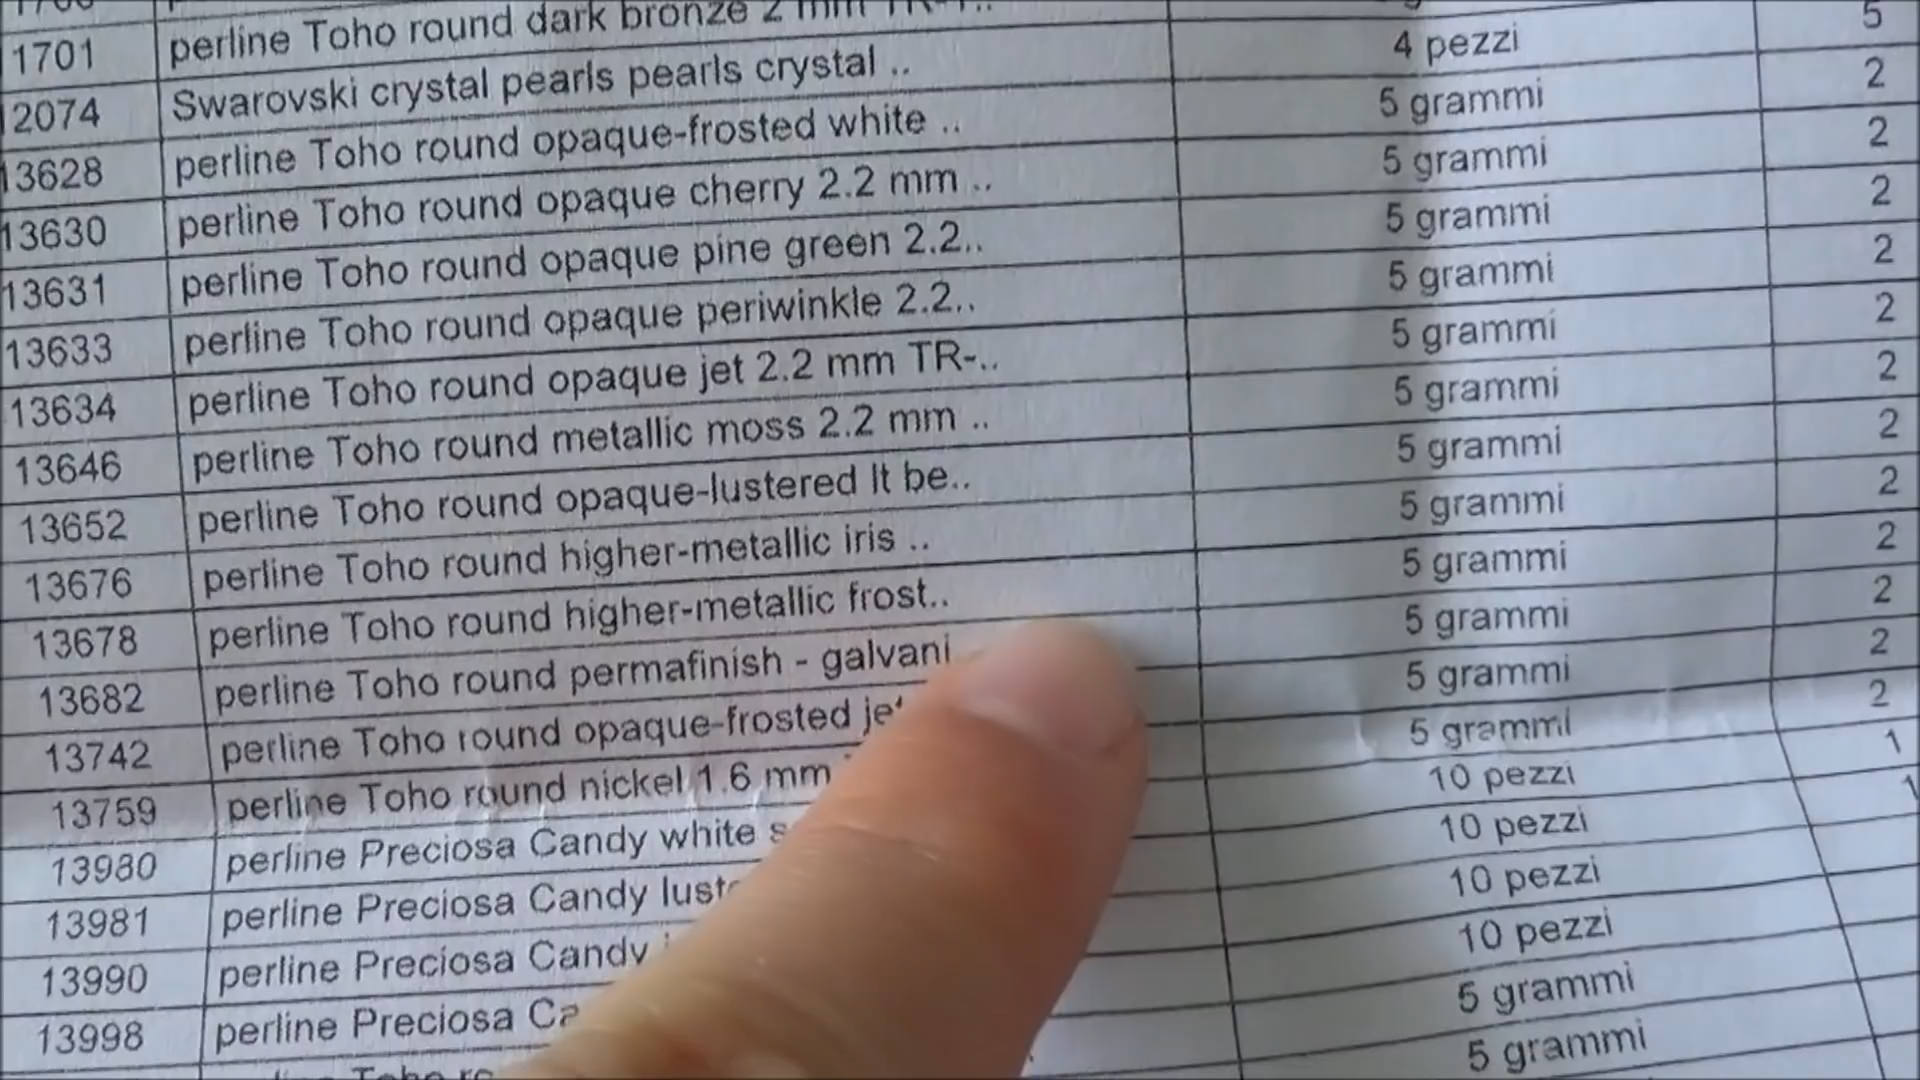 1701 perline Toho round dark bronze 2 mm TR-1..
12074 Swarovski crystal pearls pearls crystal .. 4 pezzi 5
13628 perline Toho round opaque-frosted white .. 5 grammi 2
13630 perline Toho round opaque cherry 2.2 mm .. 5 grammi 2
13631 perline Toho round opaque pine green 2.2.. 5 grammi 2
13633 perline Toho round opaque periwinkle 2.2.. 5 grammi 2
13634 perline Toho round opaque jet 2.2 mm TR-.. 5 grammi 2
13646 perline Toho round metallic moss 2.2 mm .. 5 grammi 2
13652 perline Toho round opaque-lustered lt be.. 5 grammi 2
13676 perline Toho round higher-metallic iris .. 5 grammi 2
13678 perline Toho round higher-metallic frost.. 5 grammi 2
13682 perline Toho round permafinish - galvani.. 5 grammi 2
13742 perline Toho round opaque-frosted jet 5 grammi 2
13759 perline Toho round nickel 1.6 mm 5 grammi 2
13980 perline Preciosa Candy white 10 pezzi 1
13981 perline Preciosa Candy 10 pezzi 1
13990 perline Preciosa Candy 10 pezzi
13998 perline Preciosa 10 pezzi
Toho 5 grammi
5 grammi